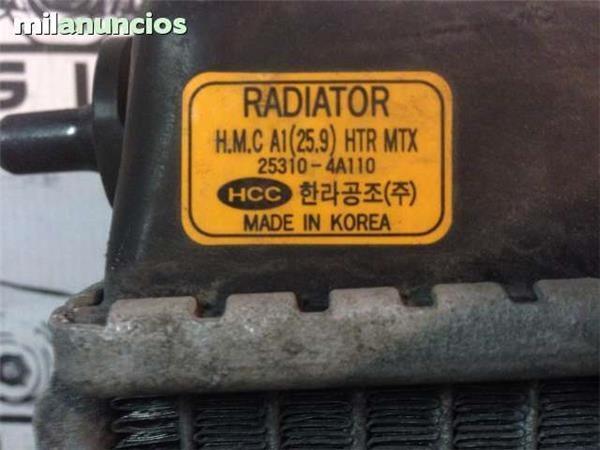 milanuncios
RADIATOR
H.M.C A1(25.9) HTR MTX
25310-4A110
HCC 한라공조(주)
MADE IN KOREA